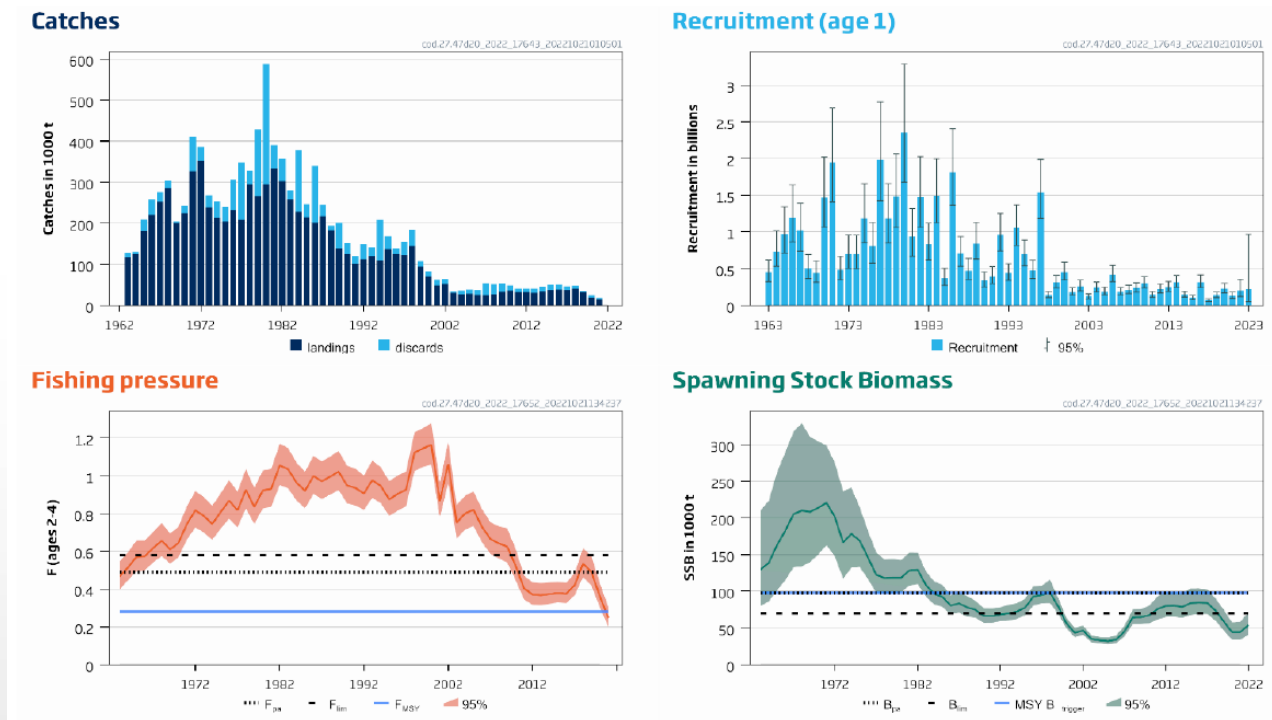 Catches
cod.27.47d20_2022_17643_20221021010501
Catches in 1000 t
600
500
400
300
200
100
0
1962 1972 1982 1992 2002 2012 2022
landings discards
Recruitment (age 1)
cod.27.47d20_2022_17643_20221021010501
Recruitment in billions
3
2.5
2
1.5
1
0.5
0
1963 1973 1983 1993 2003 2013 2023
Recruitment 95%
Fishing pressure
cod.27.47d20_2022_17652_20221021134237
F (ages 2-4)
1.2
1
0.8
0.6
0.4
0.2
0
1972 1982 1992 2002 2012
Fpa Flim FMSY 95%
Spawning Stock Biomass
cod.27.47d20_2022_17652_20221021134237
SSB in 1000 t
300
250
200
150
100
50
0
1972 1982 1992 2002 2012 2022
Bpa Blim MSY B trigger 95%